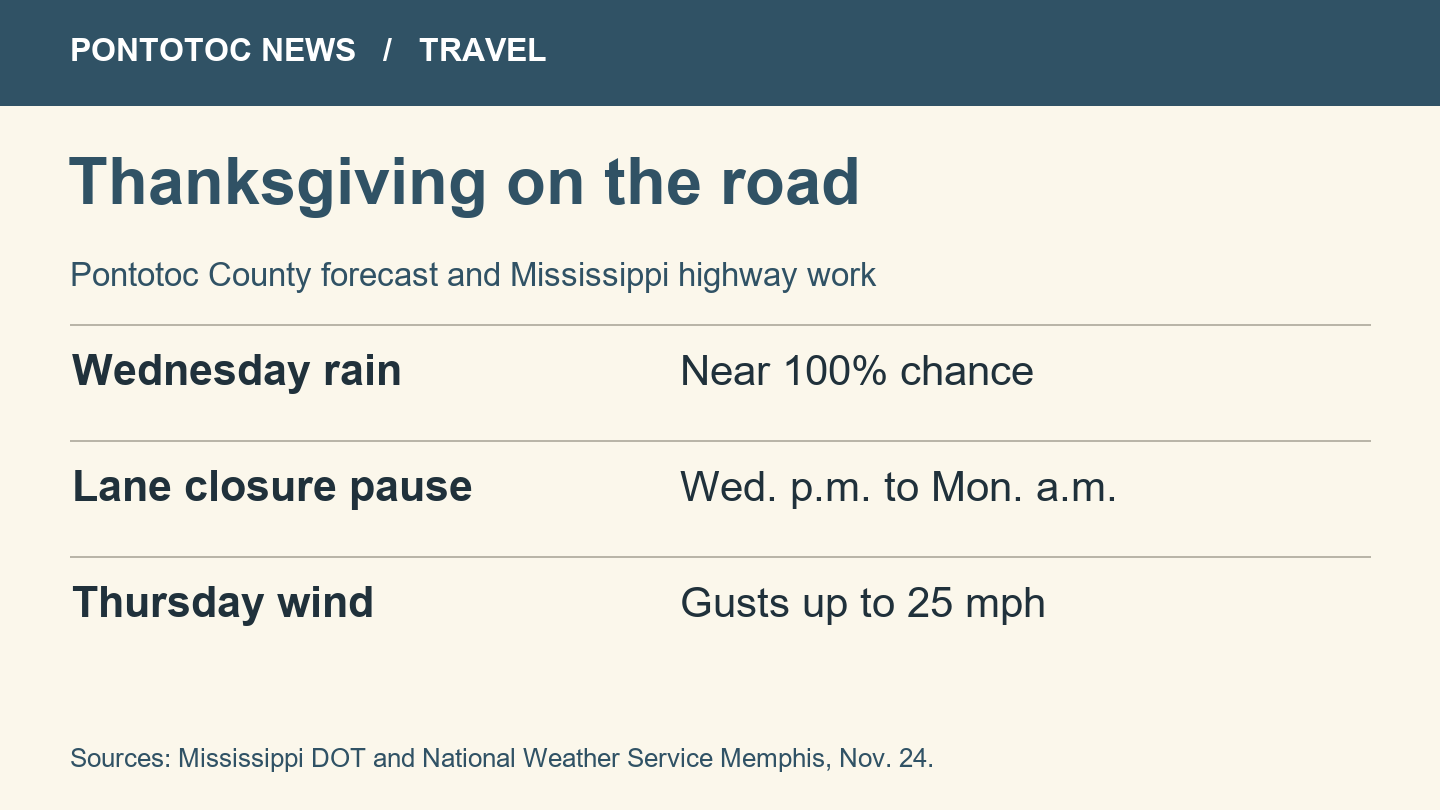 PONTOTOC NEWS / TRAVEL
Thanksgiving on the road
Pontotoc County forecast and Mississippi highway work
Wednesday rain Near 100% chance
Lane closure pause Wed. p.m. to Mon. a.m.
Thursday wind Gusts up to 25 mph
Sources: Mississippi DOT and National Weather Service Memphis, Nov. 24.